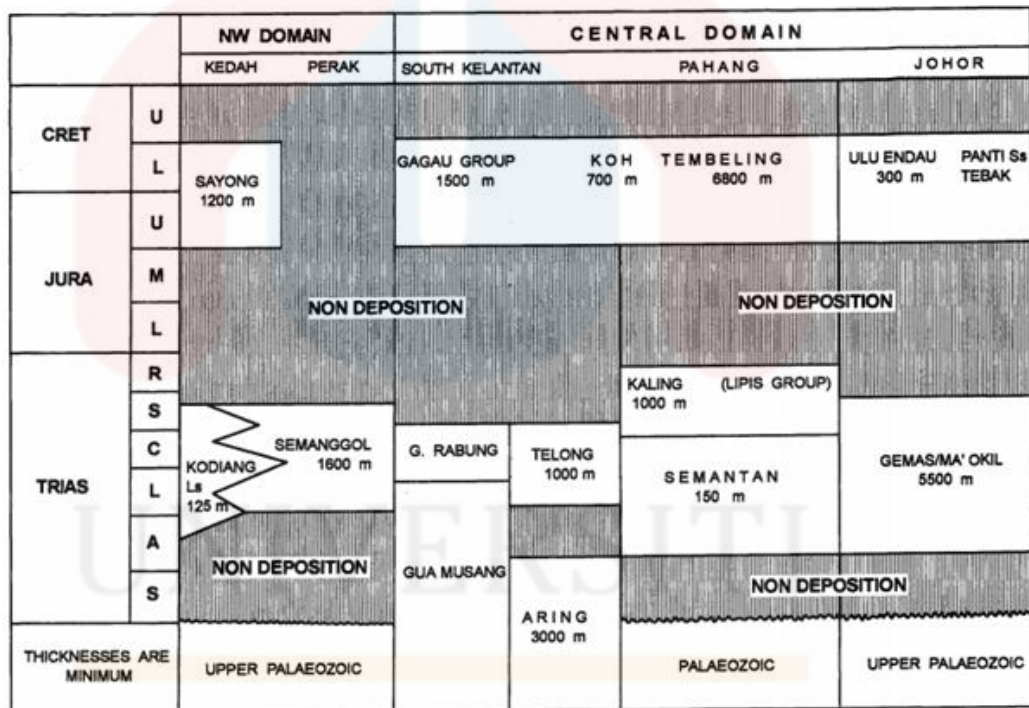 NW DOMAIN CENTRAL DOMAIN
KEDAH PERAK SOUTH KELANTAN PAHANG JOHOR
CRET
U
L
JURA
U
M
L
TRIAS
R
S
C
L
A
S
SAYONG
1200 m
GAGAU GROUP
1500 m
KOH
700 m
TEMBELING
6800 m
ULU ENDAU
300 m
PANTI Ss
TEBAK
NON DEPOSITION
NON DEPOSITION
KALING (LIPIS GROUP)
1000 m
KODIANG
Ls
125 m
SEMANGGOL
1600 m
G. RABUNG
TELONG
1000 m
SEMANTAN
150 m
GEMAS/MA' OKIL
5500 m
NON DEPOSITION
GUA MUSANG
ARING
3000 m
NON DEPOSITION
THICKNESSES ARE
MINIMUM
UPPER PALAEOZOIC
PALAEOZOIC
UPPER PALAEOZOIC
UNIVERSITI